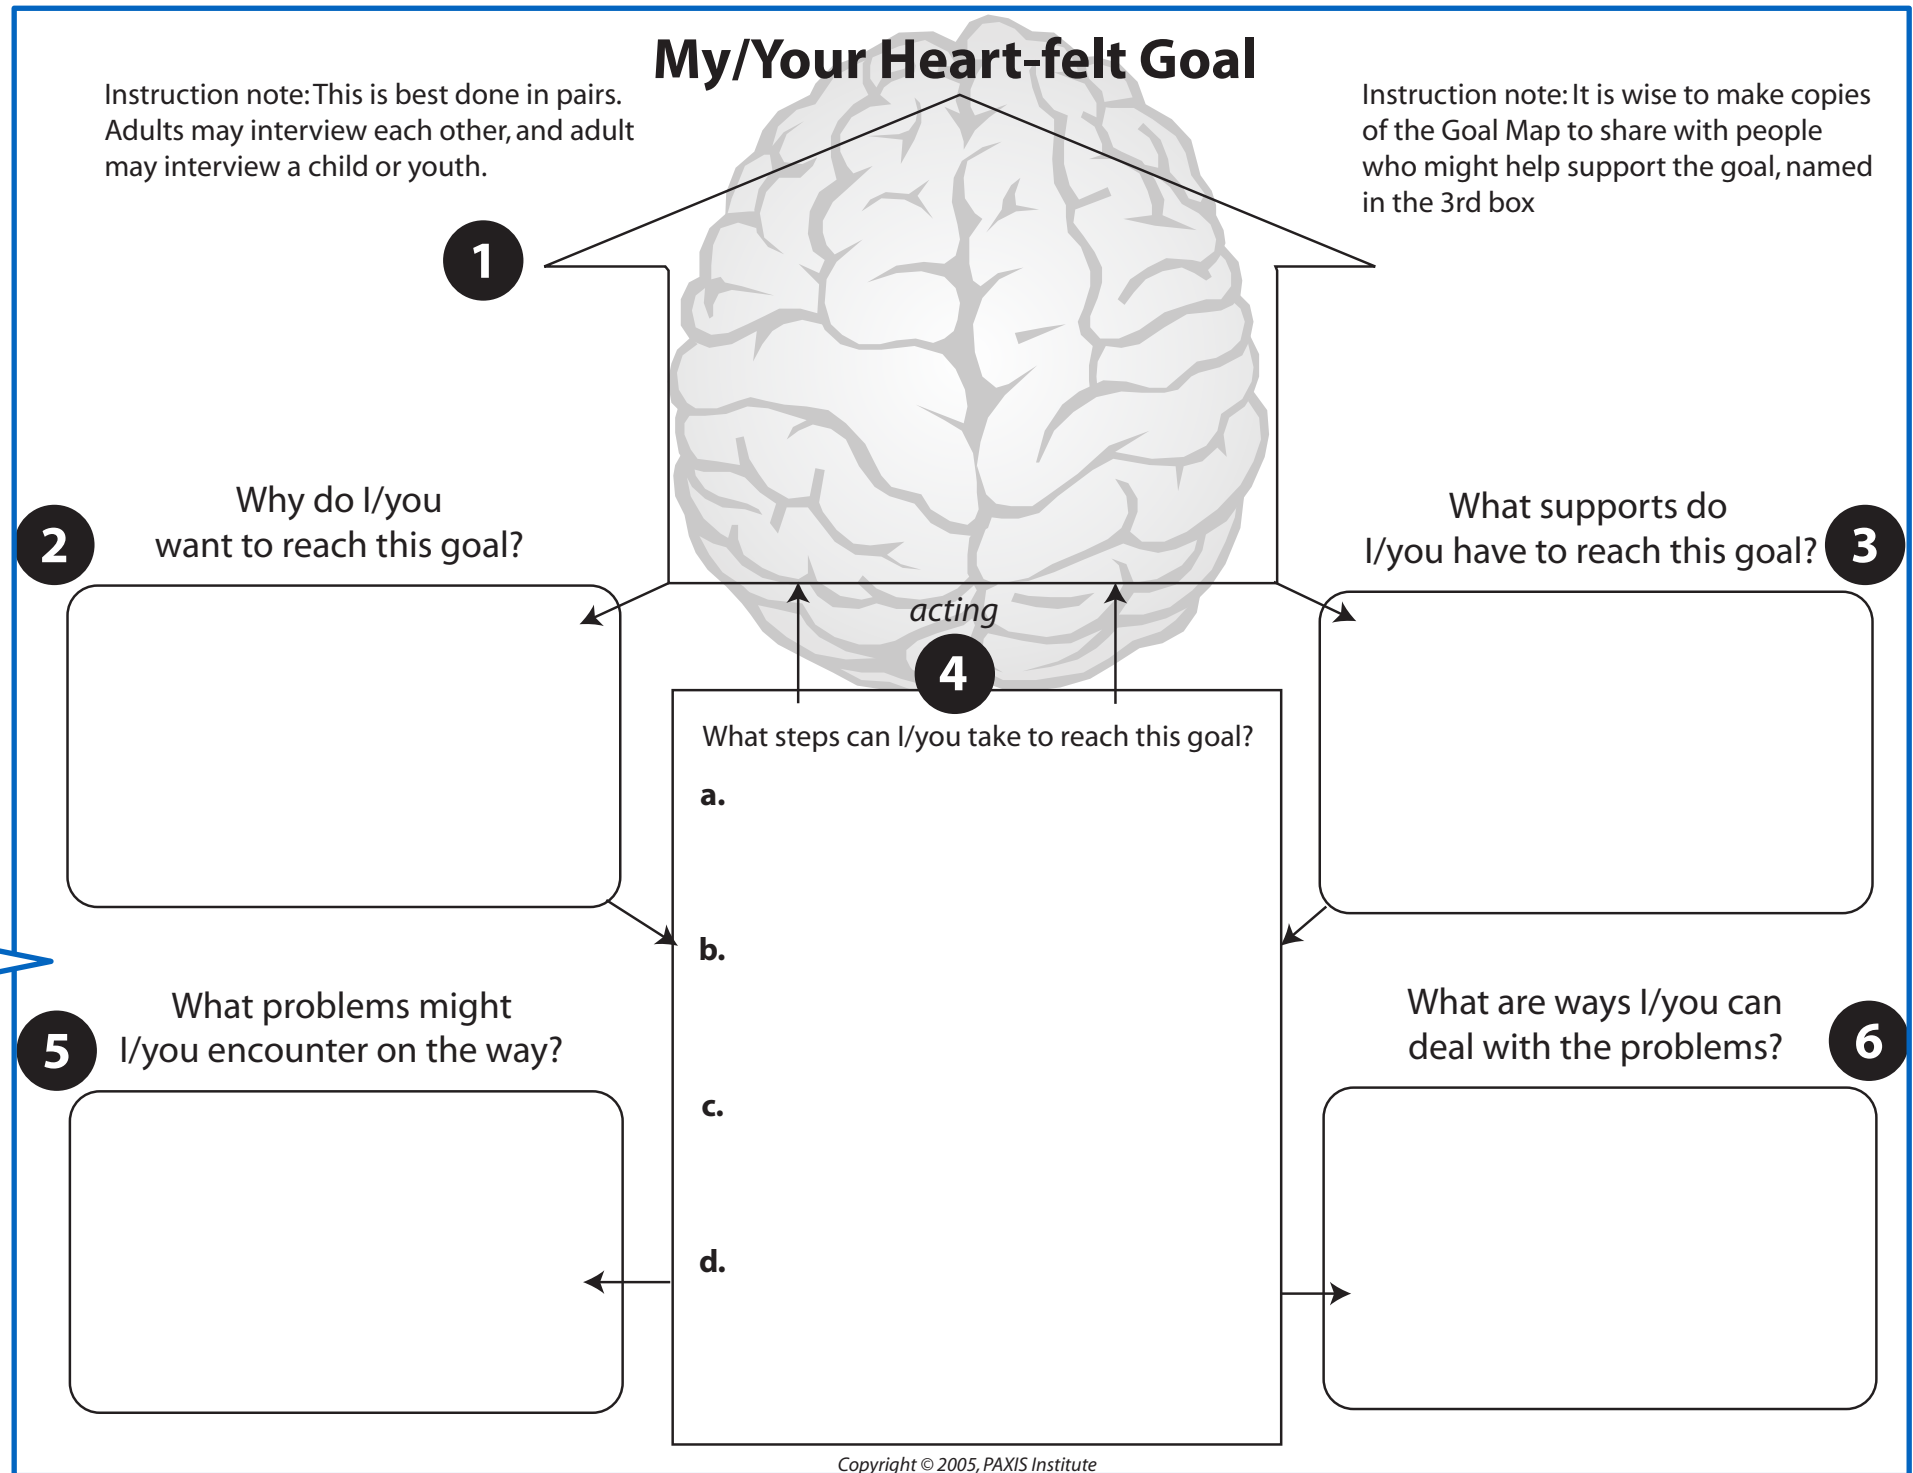 My/Your Heart-felt Goal
Instruction note: This is best done in pairs.
Adults may interview each other, and adult
may interview a child or youth.
Instruction note: It is wise to make copies
of the Goal Map to share with people
who might help support the goal, named
in the 3rd box
1
2
Why do I/you
want to reach this goal?
What supports do
I/you have to reach this goal?
3
acting
4
What steps can I/you take to reach this goal?
a.
b.
c.
d.
5
What problems might
I/you encounter on the way?
What are ways I/you can
deal with the problems?
6
Copyright © 2005, PAXIS Institute